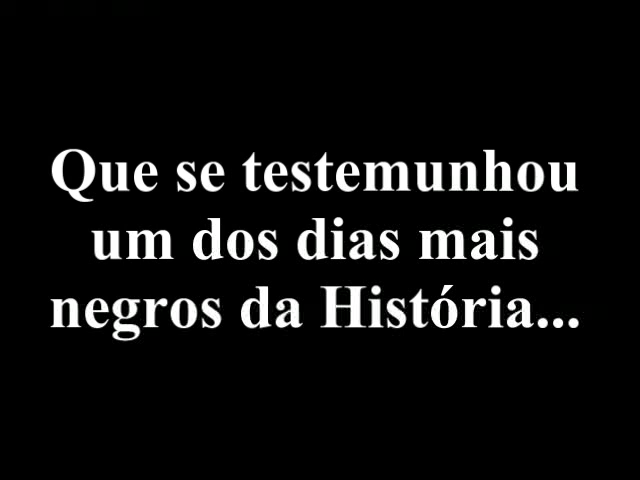 Que se testemunhou
um dos dias mais
negros da História...